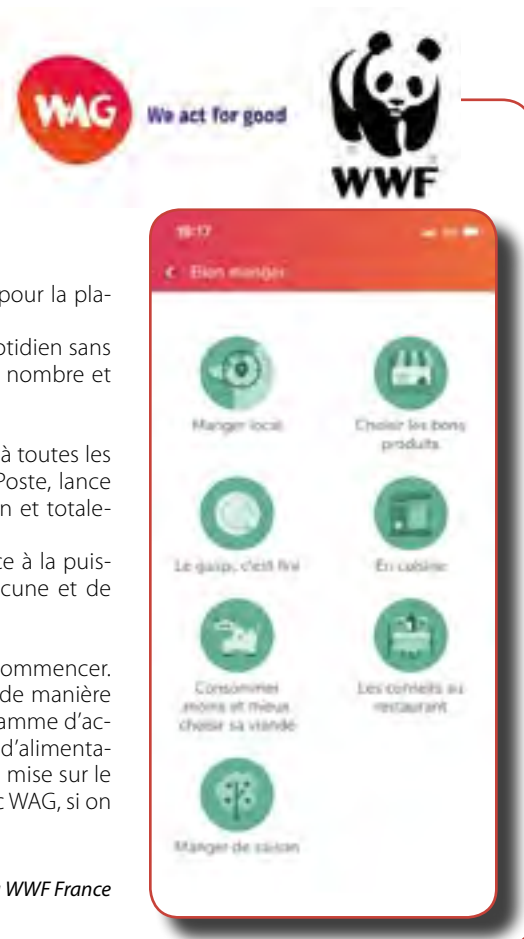 WAG
We act for good
WWF
pour la pla-
otidien sans
nombre et
à toutes les
Poste, lance
n et totale-
e à la puis-
cune et de
ommencer.
de manière
amme d'ac-
d'alimenta-
mise sur le
c WAG, si on
WWF France
19:17
Bien manger
Manger local
Choisir les bons
produits
Le gaspi, c'est fini
En cuisine
Consommer
moins et mieux
choisir sa viande
Les conseils au
restaurant
Manger de saison